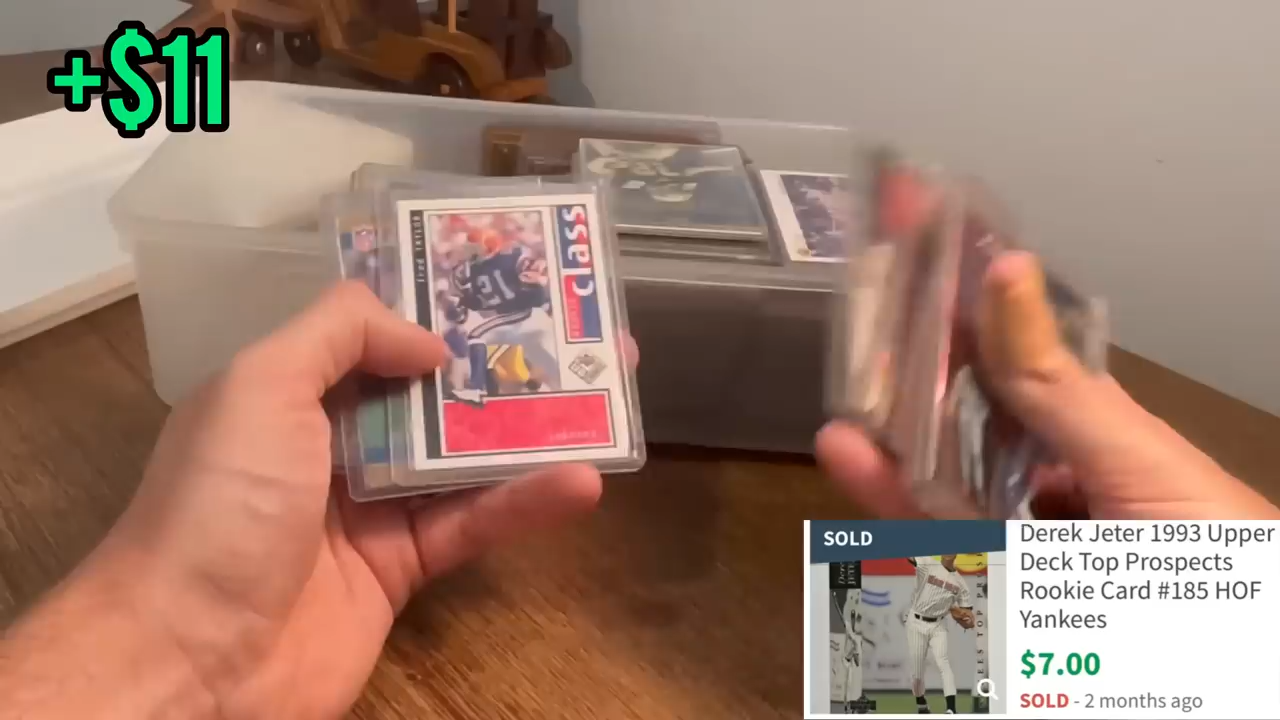 +$11
fred TAYLOR
Class
21
SOLD
Derek Jeter 1993 Upper
Deck Top Prospects
Rookie Card #185 HOF
Yankees
$7.00
SOLD - 2 months ago